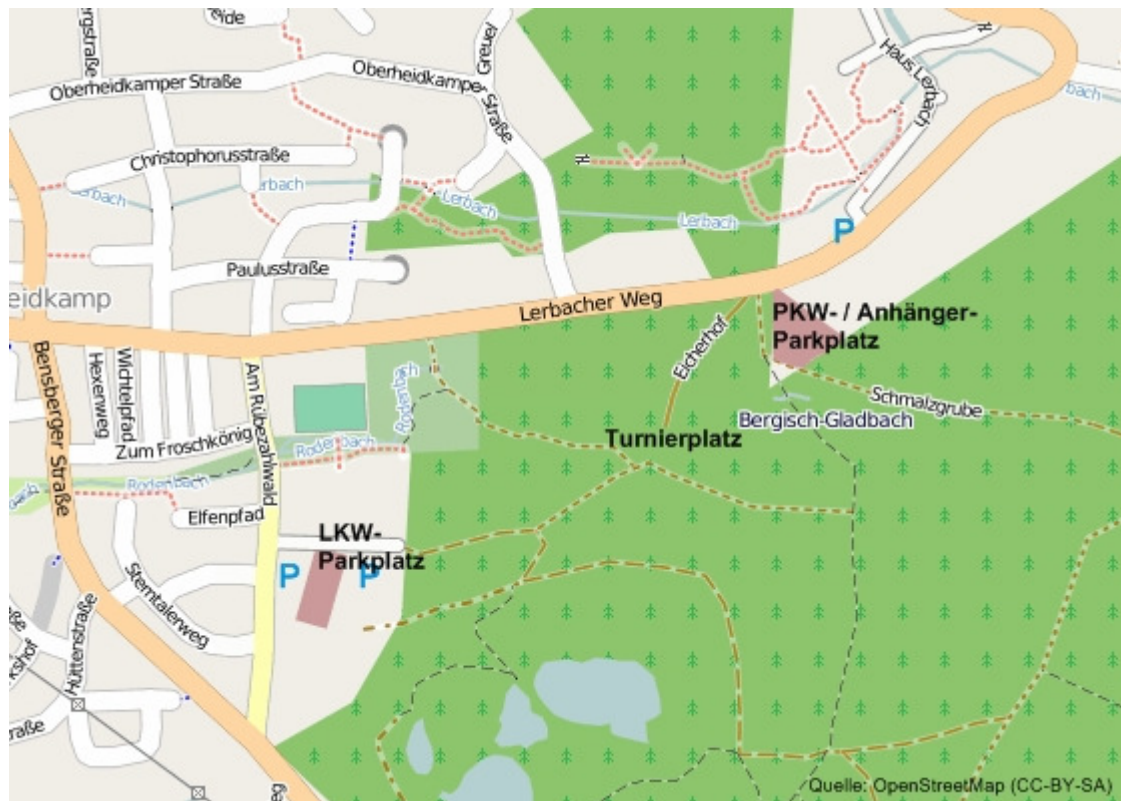 Oberheidkamper Straße
Oberheidkamper Straße
Greuel
Haus Lerbach
Christophorusstraße
Lerbach
Lerbach
Paulusstraße
Lerbacher Weg
P
PKW- / Anhänger-
Parkplatz
Eicherhof
Schmalzgrube
Bergisch-Gladbach
Turnierplatz
Bensberger Straße
Hexenweg
Wichtelpfad
Am Rübezahlwald
Zum Froschkönig
Rodenbach
Rodenbach
Rodenbach
Elfenpfad
LKW-
Parkplatz
P
P
Sterntalerweg
Hüttenstraße
Quelle: OpenStreetMap (CC-BY-SA)